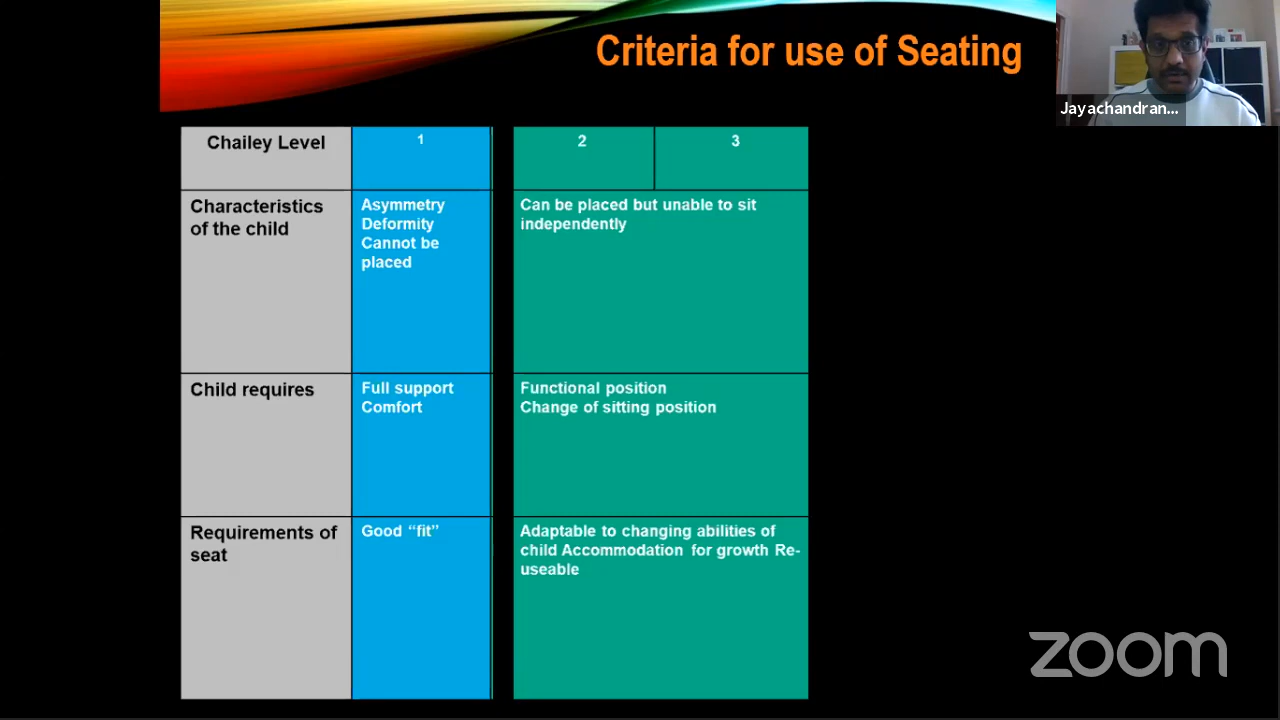 Criteria for use of Seating
Jayachandran...
Chailey Level
1
2
3
Characteristics
of the child
Asymmetry
Deformity
Cannot be
placed
Can be placed but unable to sit
independently
Child requires
Full support
Comfort
Functional position
Change of sitting position
Requirements of
seat
Good “fit”
Adaptable to changing abilities of
child Accommodation for growth Re-
useable
zoom